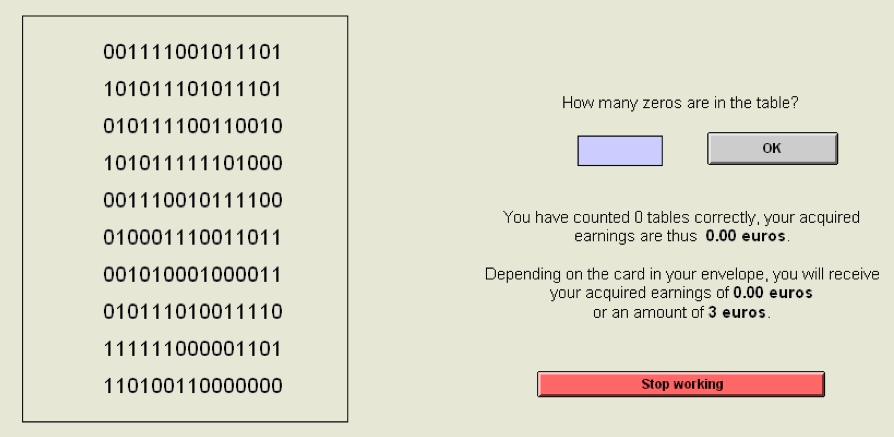 001111001011101
101011101011101
010111100110010
101011111101000
001110010111100
010001110011011
001010001000011
010111010011110
111111000001101
110100110000000
How many zeros are in the table?
OK
You have counted 0 tables correctly, your acquired
earnings are thus 0.00 euros.
Depending on the card in your envelope, you will receive
your acquired earnings of 0.00 euros
or an amount of 3 euros.
Stop working